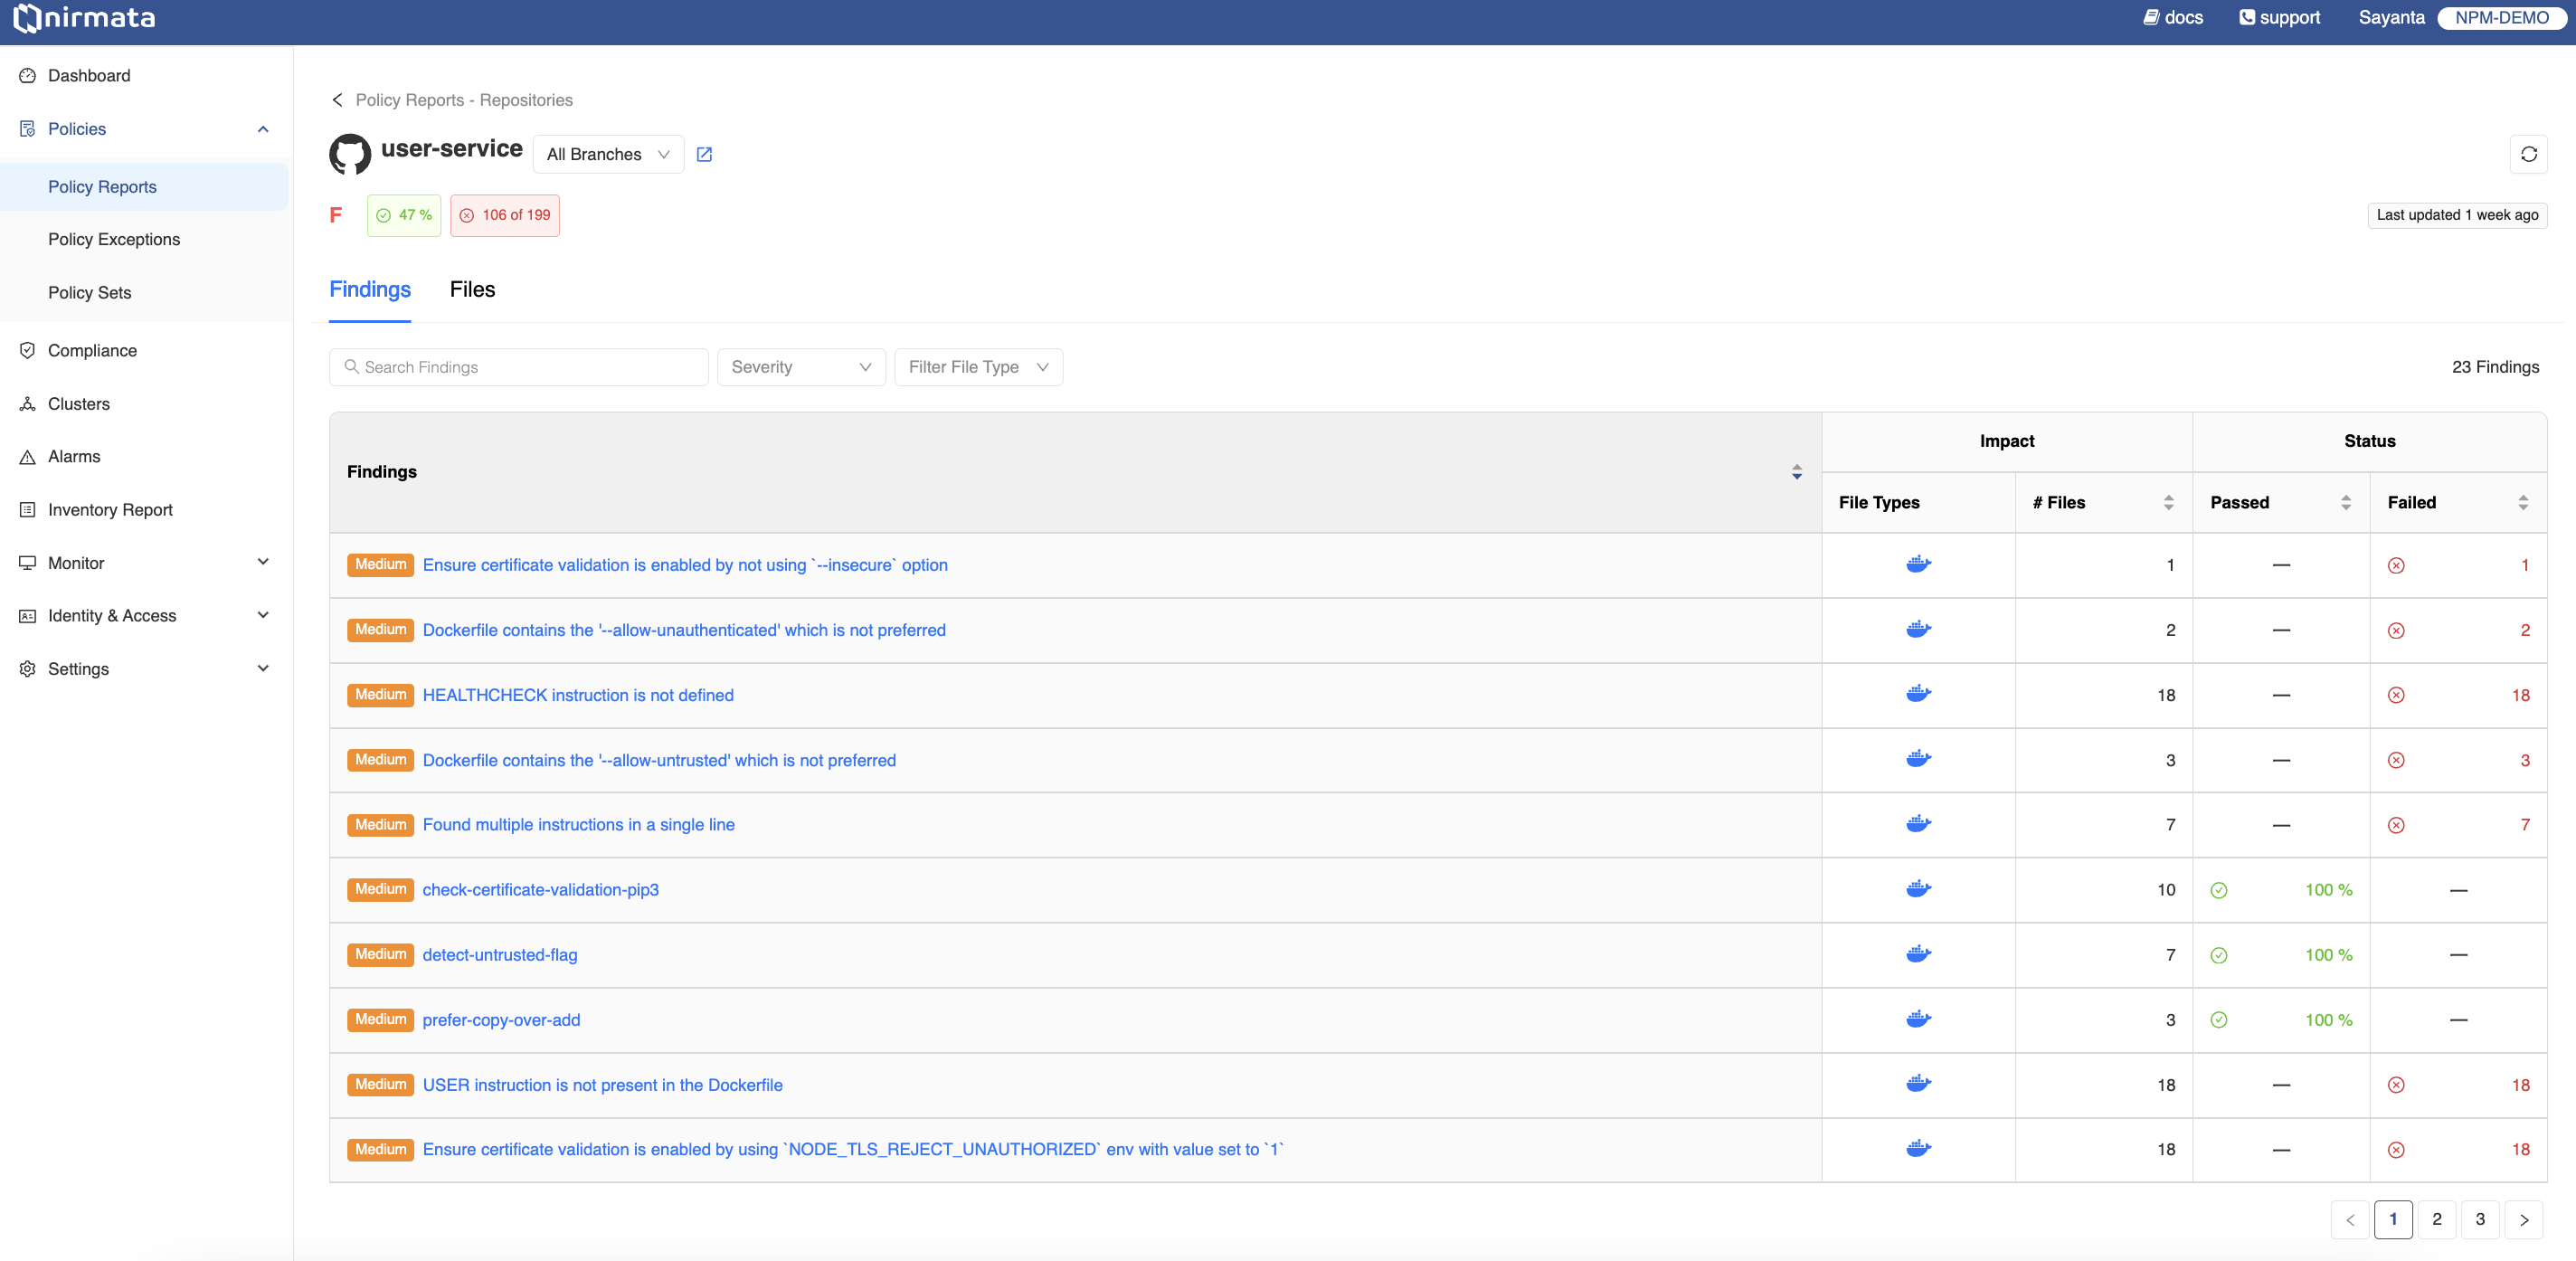 nirmata
docs
support
Sayanta
NPM-DEMO
Dashboard
Policies
Policy Reports
Policy Exceptions
Policy Sets
Compliance
Clusters
Alarms
Inventory Report
Monitor
Identity & Access
Settings
Policy Reports - Repositories
user-service
All Branches
F
47 %
106 of 199
Last updated 1 week ago
Findings
Files
Search Findings
Severity
Filter File Type
23 Findings
Findings
Impact
Status
File Types
# Files
Passed
Failed
Medium Ensure certificate validation is enabled by not using `--insecure` option 1 — 1
Medium Dockerfile contains the '--allow-unauthenticated' which is not preferred 2 — 2
Medium HEALTHCHECK instruction is not defined 18 — 18
Medium Dockerfile contains the '--allow-untrusted' which is not preferred 3 — 3
Medium Found multiple instructions in a single line 7 — 7
Medium check-certificate-validation-pip3 10 100 % —
Medium detect-untrusted-flag 7 100 % —
Medium prefer-copy-over-add 3 100 % —
Medium USER instruction is not present in the Dockerfile 18 — 18
Medium Ensure certificate validation is enabled by using `NODE_TLS_REJECT_UNAUTHORIZED` env with value set to `1` 18 — 18
< 1 2 3 >